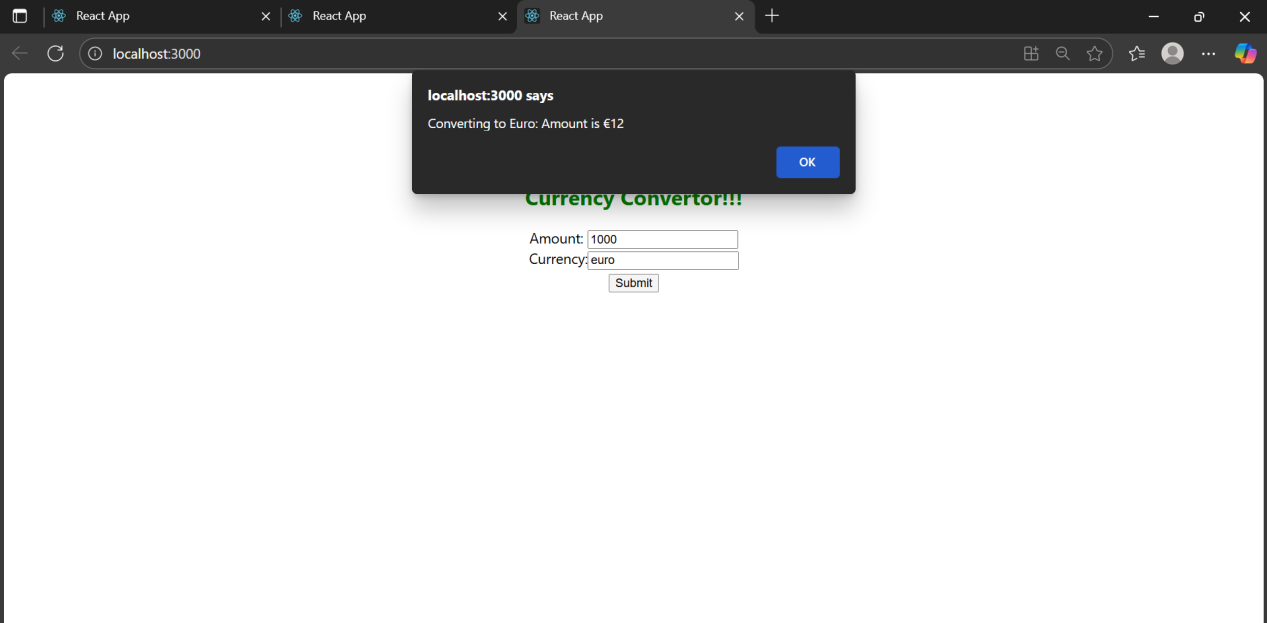 React App
React App
React App
localhost:3000
localhost:3000 says
Converting to Euro: Amount is €12
OK
Currency Convertor!!!
Amount: 1000
Currency: euro
Submit